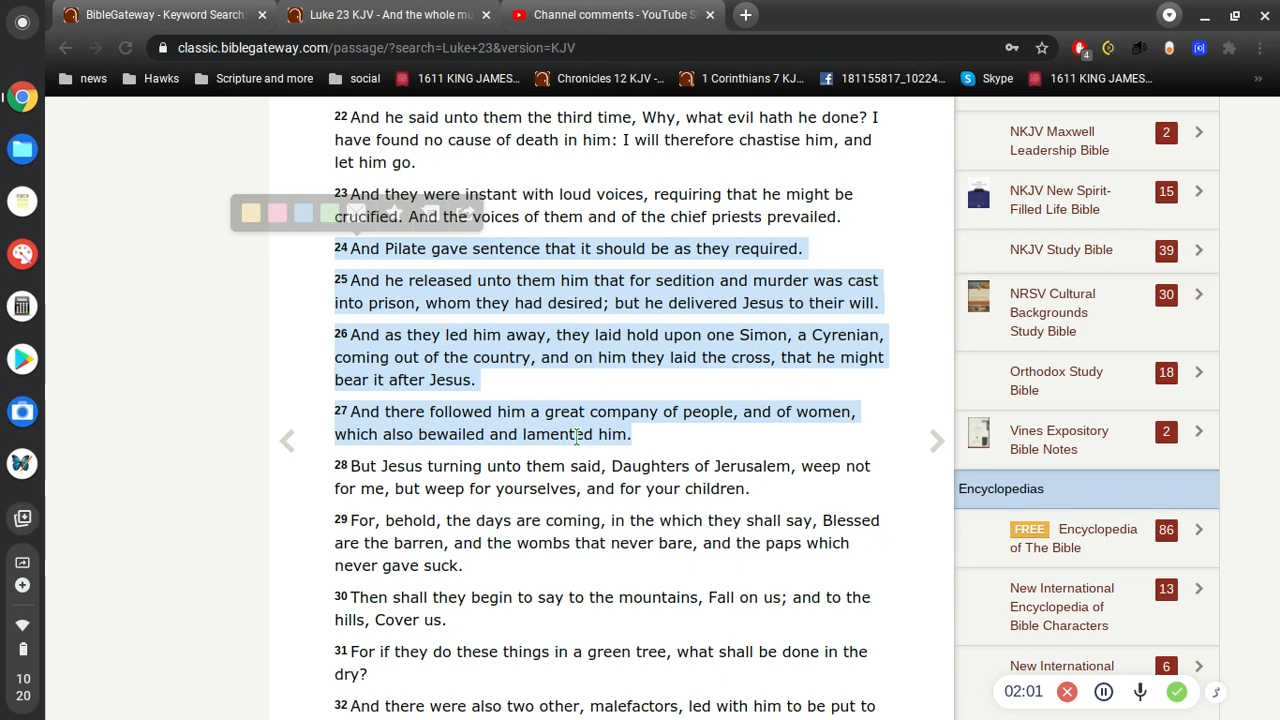 BibleGateway - Keyword Search:
Luke 23 KJV - And the whole mu
Channel comments - YouTube S
classic.biblegateway.com/passage/?search=Luke+23&version=KJV
4
news
Hawks
Scripture and more
social
1611 KING JAMES...
Chronicles 12 KJV -...
1 Corinthians 7 KJ...
181155817_10224...
Skype
1611 KING JAMES...
»
22 And he said unto them the third time, Why, what evil hath he done? I
have found no cause of death in him: I will therefore chastise him, and
let him go.
23 And they were instant with loud voices, requiring that he might be
crucified. And the voices of them and of the chief priests prevailed.
24 And Pilate gave sentence that it should be as they required.
25 And he released unto them him that for sedition and murder was cast
into prison, whom they had desired; but he delivered Jesus to their will.
26 And as they led him away, they laid hold upon one Simon, a Cyrenian,
coming out of the country, and on him they laid the cross, that he might
bear it after Jesus.
27 And there followed him a great company of people, and of women,
which also bewailed and lamented him.
28 But Jesus turning unto them said, Daughters of Jerusalem, weep not
for me, but weep for yourselves, and for your children.
29 For, behold, the days are coming, in the which they shall say, Blessed
are the barren, and the wombs that never bare, and the paps which
never gave suck.
30 Then shall they begin to say to the mountains, Fall on us; and to the
hills, Cover us.
31 For if they do these things in a green tree, what shall be done in the
dry?
32 And there were also two other, malefactors, led with him to be put to
NKJV Maxwell
Leadership Bible
2
NKJV New Spirit-
Filled Life Bible
15
NKJV Study Bible
39
NRSV Cultural
Backgrounds
Study Bible
30
Orthodox Study
Bible
18
Vines Expository
Bible Notes
2
Encyclopedias
FREE Encyclopedia
of The Bible
86
New International
Encyclopedia of
Bible Characters
13
New International
6
02:01
10
20